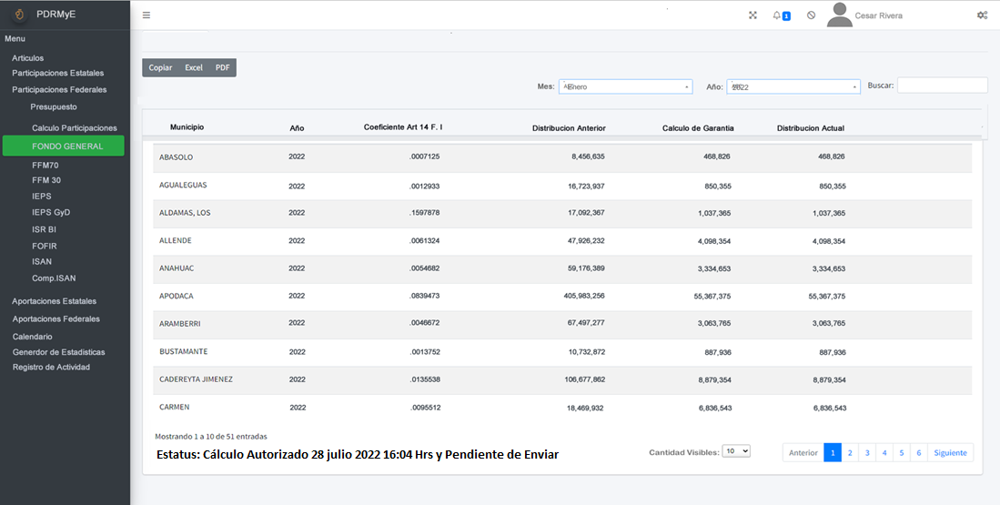 PDRMyE
1
Cesar Rivera
Menu
Articulos
Participaciones Estatales
Participaciones Federales
Presupuesto
Calculo Participaciones
FONDO GENERAL
FFM70
FFM 30
IEPS
IEPS GyD
ISR BI
FOFIR
ISAN
Comp.ISAN
Aportaciones Estatales
Aportaciones Federales
Calendario
Generdor de Estadisticas
Registro de Actividad
Copiar Excel PDF
Mes: Enero Año: 2022 Buscar:
Municipio Año Coeficiente Art 14 F. I Distribucion Anterior Calculo de Garantia Distribucion Actual
ABASOLO 2022 .0007125 8,456,635 468,826 468,826
AGUALEGUAS 2022 .0012933 16,723,937 850,355 850,355
ALDAMAS, LOS 2022 .1597878 17,092,367 1,037,365 1,037,365
ALLENDE 2022 .0061324 47,926,232 4,098,354 4,098,354
ANAHUAC 2022 .0054682 59,176,389 3,334,653 3,334,653
APODACA 2022 .0839473 405,983,256 55,367,375 55,367,375
ARAMBERRI 2022 .0046672 67,497,277 3,063,765 3,063,765
BUSTAMANTE 2022 .0013752 10,732,872 887,936 887,936
CADEREYTA JIMENEZ 2022 .0135538 106,677,862 8,879,354 8,879,354
CARMEN 2022 .0095512 18,469,932 6,836,543 6,836,543
Mostrando 1 a 10 de 51 entradas
Estatus: Cálculo Autorizado 28 julio 2022 16:04 Hrs y Pendiente de Enviar
Cantidad Visibles: 10
Anterior 1 2 3 4 5 6 Siguiente